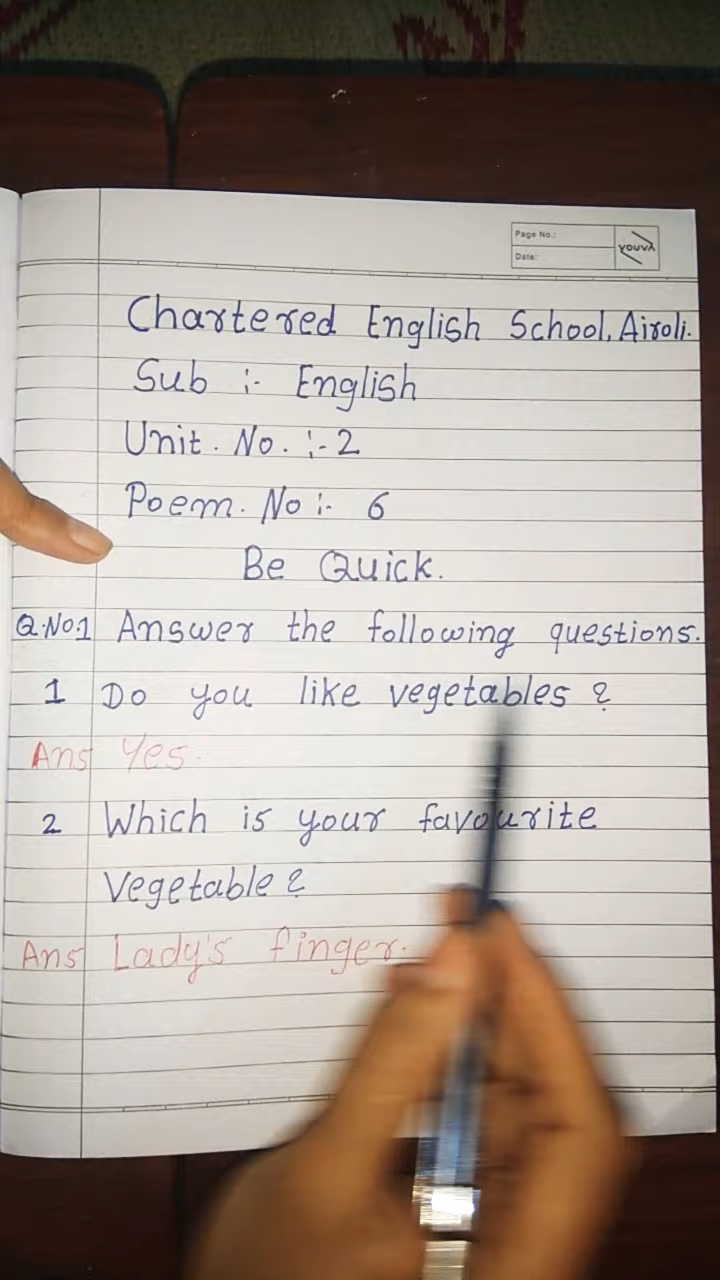 Page No.:
Date:
YOUVA
Chartered English School, Airoli.
Sub :- English
Unit. No. :- 2
Poem. No :- 6
Be Quick.
Q.No.1 Answer the following questions.
1 Do you like vegetables ?
Ans Yes.
2 Which is your favourite
Vegetable ?
Ans Lady's finger.